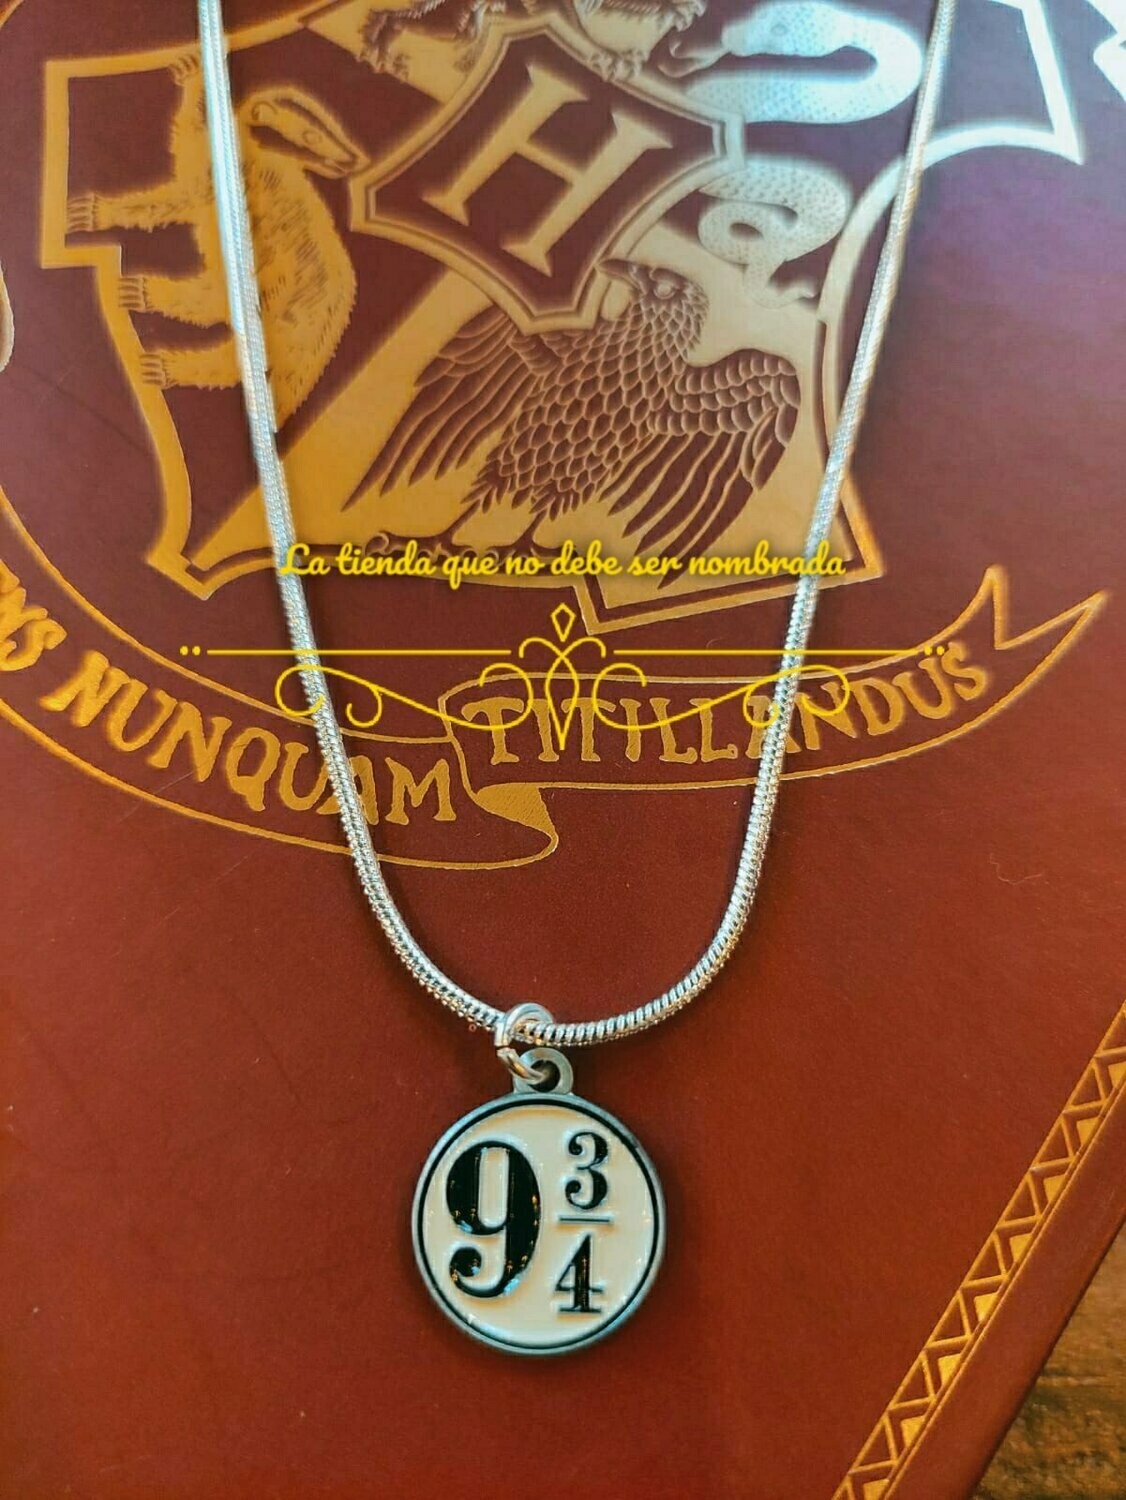 H
La tienda que no debe ser nombrada
NUNQUAM TITILLANDUS
9 3/4